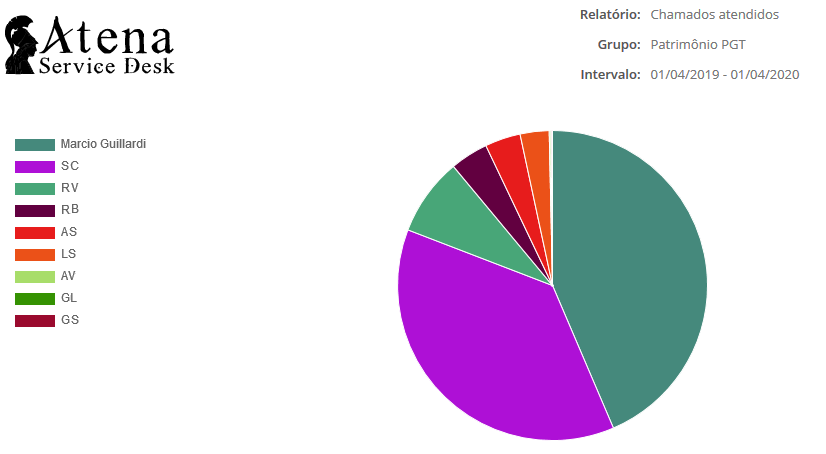 Atena
Service Desk
Relatório: Chamados atendidos
Grupo: Patrimônio PGT
Intervalo: 01/04/2019 - 01/04/2020
Marcio Guillardi
SC
RV
RB
AS
LS
AV
GL
GS